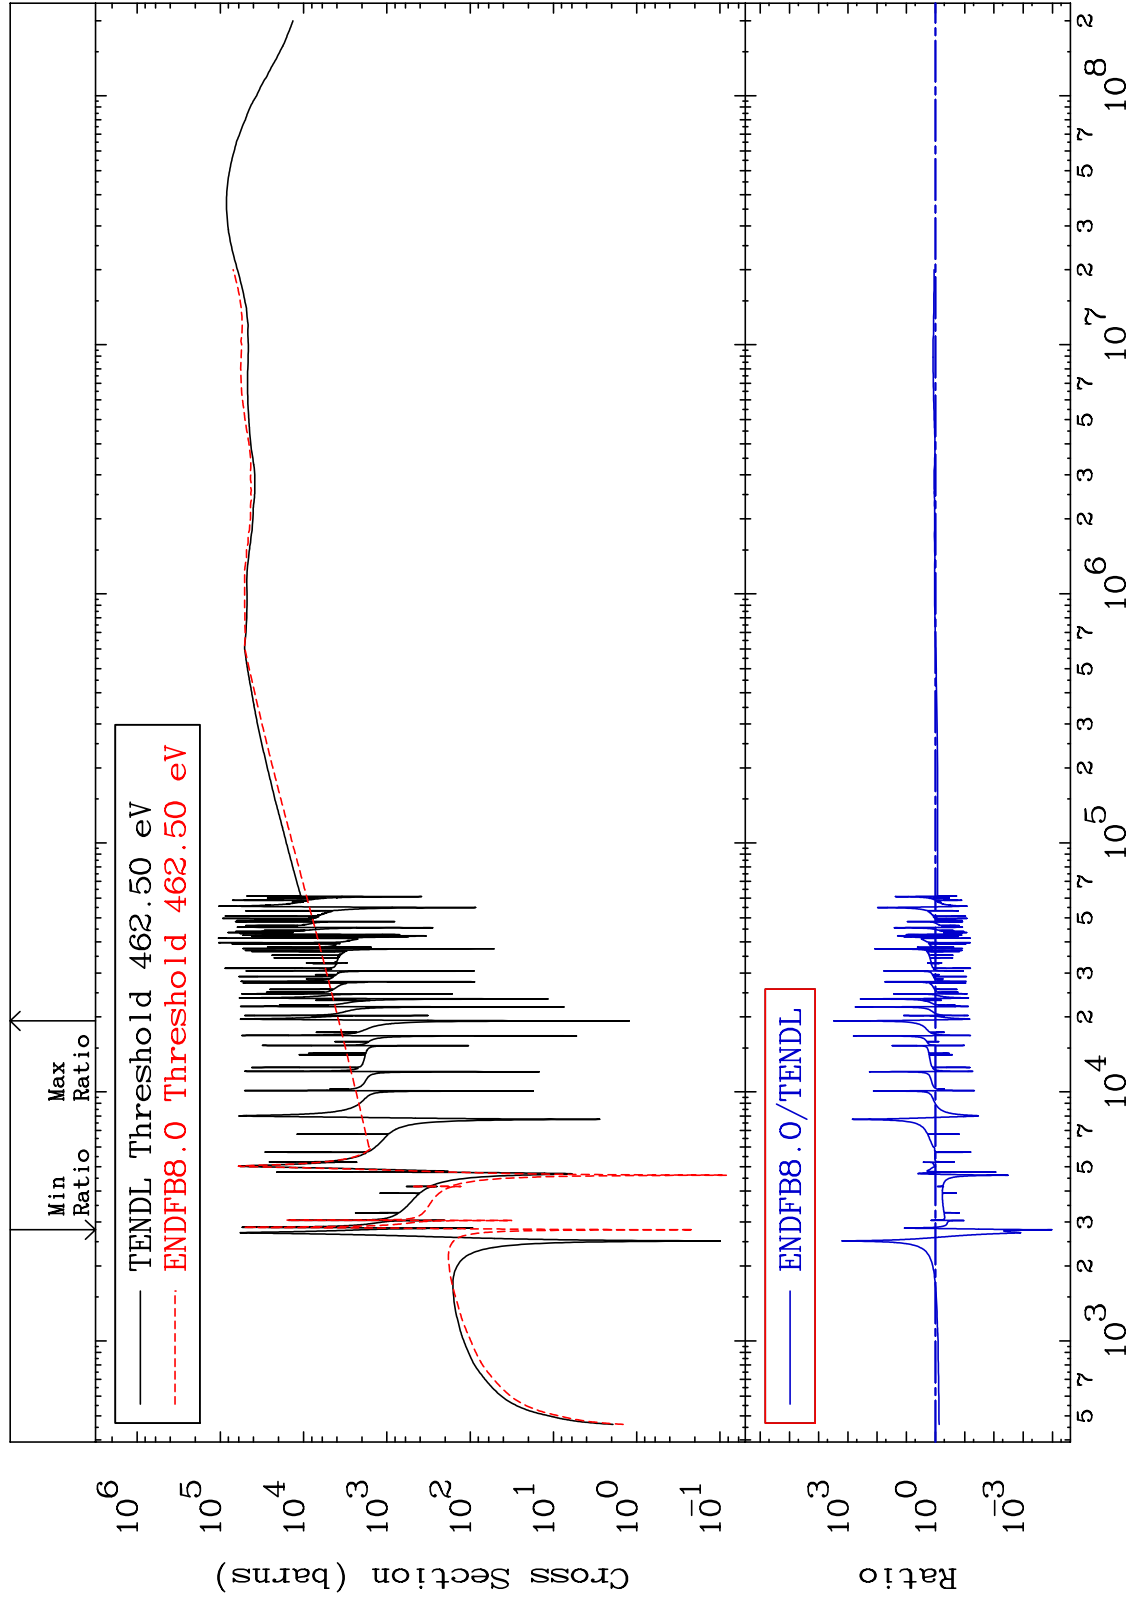 Min
Ratio
Max
Ratio
TENDL Threshold 462.50 eV
ENDFB8.0 Threshold 462.50 eV
Cross Section (barns)
10^6
10^5
10^4
10^3
10^2
10^1
10^0
10^-1
ENDFB8.0/TENDL
Ratio
10^3
10^0
10^-3
5 7 10^3 2 3 5 7 10^4 2 3 5 7 10^5 2 3 5 7 10^6 2 3 5 7 10^7 2 3 5 7 10^8 2